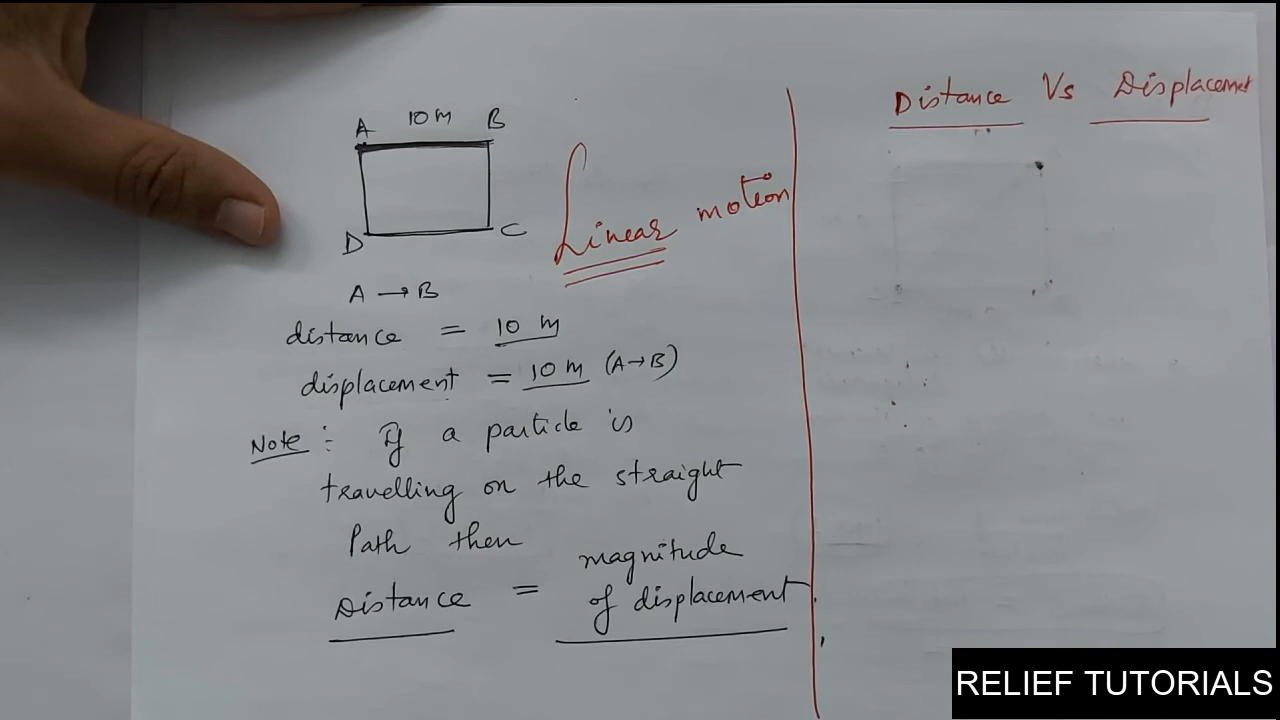 A 10 M B
D C
Linear motion
A → B
distance = 10 m
displacement = 10 m (A→B)
Note :- If a particle is
travelling on the straight
Path then
Distance = magnitude
of displacement
Distance Vs Displacement
RELIEF TUTORIALS